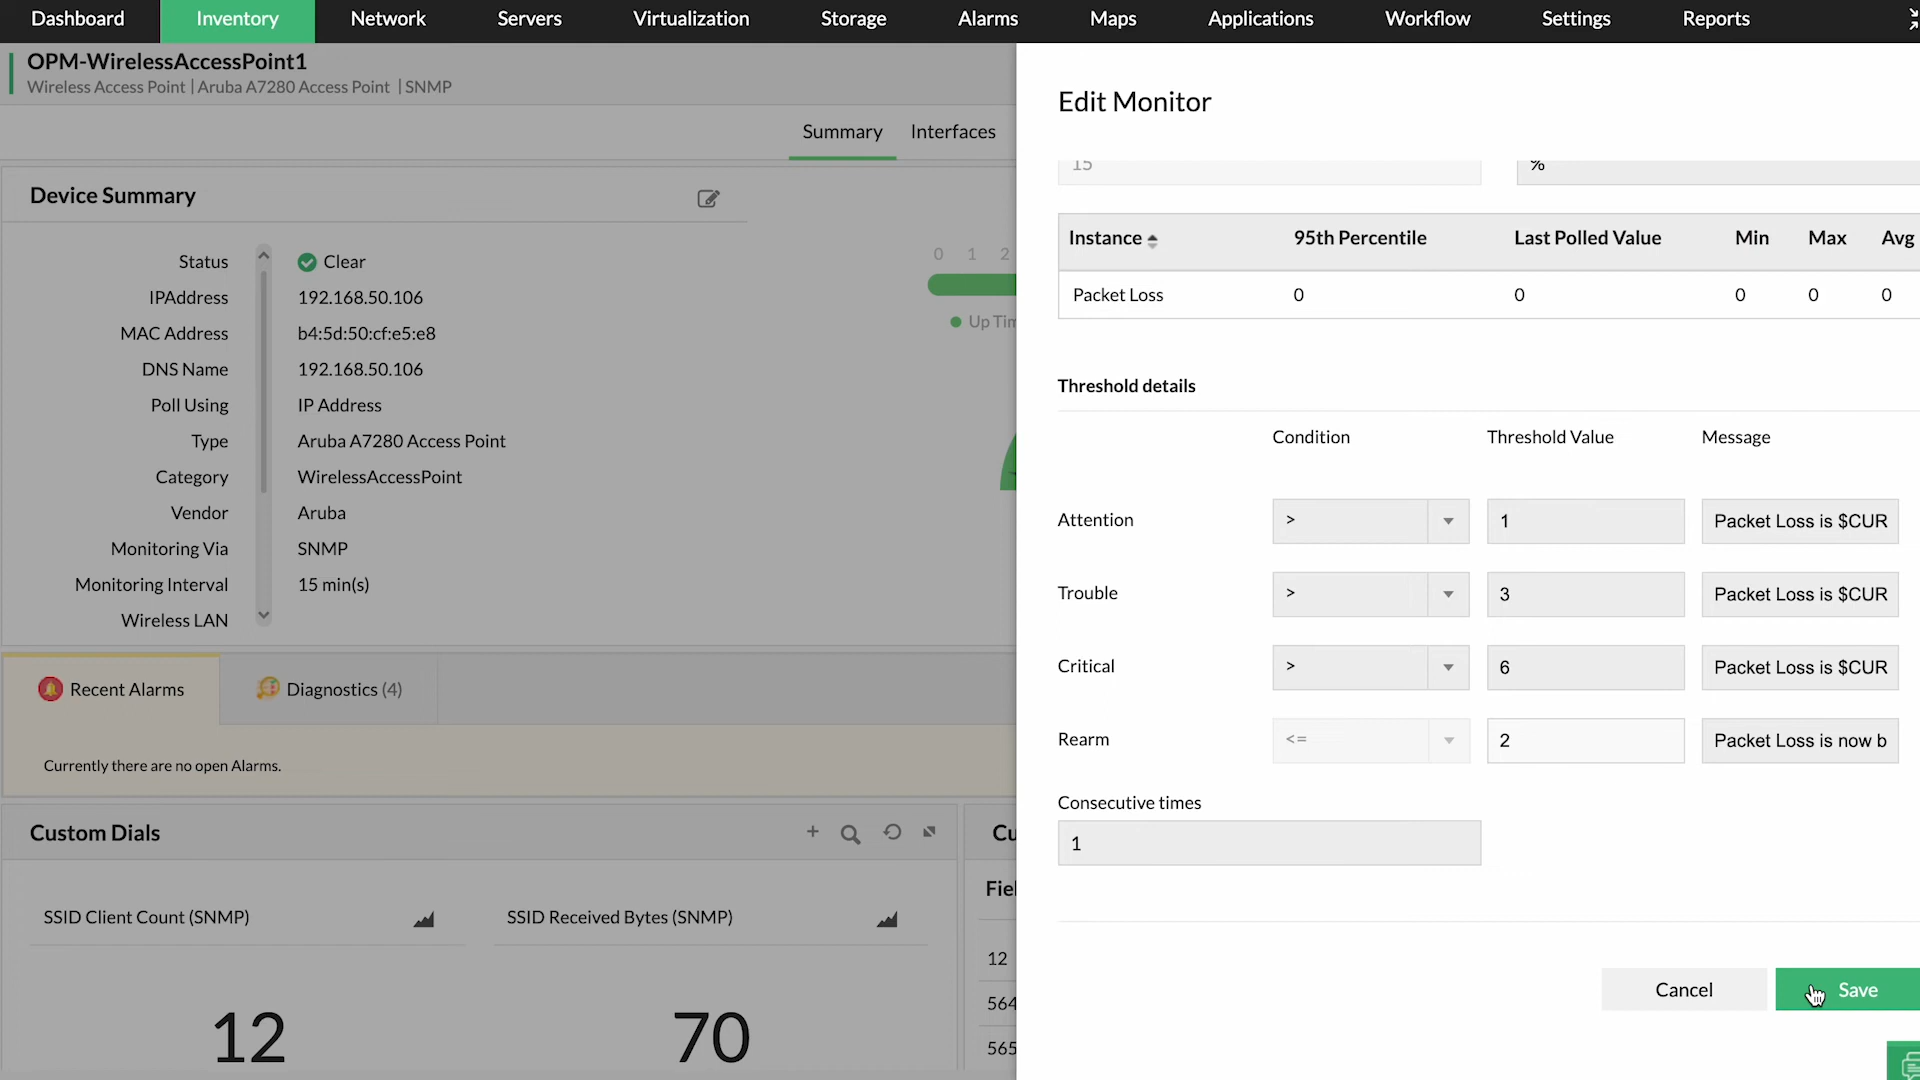 Dashboard Inventory Network Servers Virtualization Storage Alarms Maps Applications Workflow Settings Reports
OPM-WirelessAccessPoint1
Wireless Access Point | Aruba A7280 Access Point | SNMP
Summary Interfaces
Device Summary
Status Clear
IPAddress 192.168.50.106
MAC Address b4:5d:50:cf:e5:e8
DNS Name 192.168.50.106
Poll Using IP Address
Type Aruba A7280 Access Point
Category WirelessAccessPoint
Vendor Aruba
Monitoring Via SNMP
Monitoring Interval 15 min(s)
Wireless LAN
0 1 2
Up Tim
Recent Alarms Diagnostics (4)
Currently there are no open Alarms.
Custom Dials
SSID Client Count (SNMP) SSID Received Bytes (SNMP)
12 70
Cu
Fiel
12
564
565
Edit Monitor
15 %
Instance 95th Percentile Last Polled Value Min Max Avg
Packet Loss 0 0 0 0 0
Threshold details
Condition Threshold Value Message
Attention > 1 Packet Loss is $CUR
Trouble > 3 Packet Loss is $CUR
Critical > 6 Packet Loss is $CUR
Rearm <= 2 Packet Loss is now b
Consecutive times
1
Cancel Save